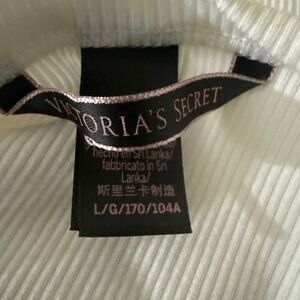 VICTORIA'S SECRET
hecho en Sri Lanka/
fabbricato in Sri
Lanka/
斯里兰卡制造
L/G/170/104A